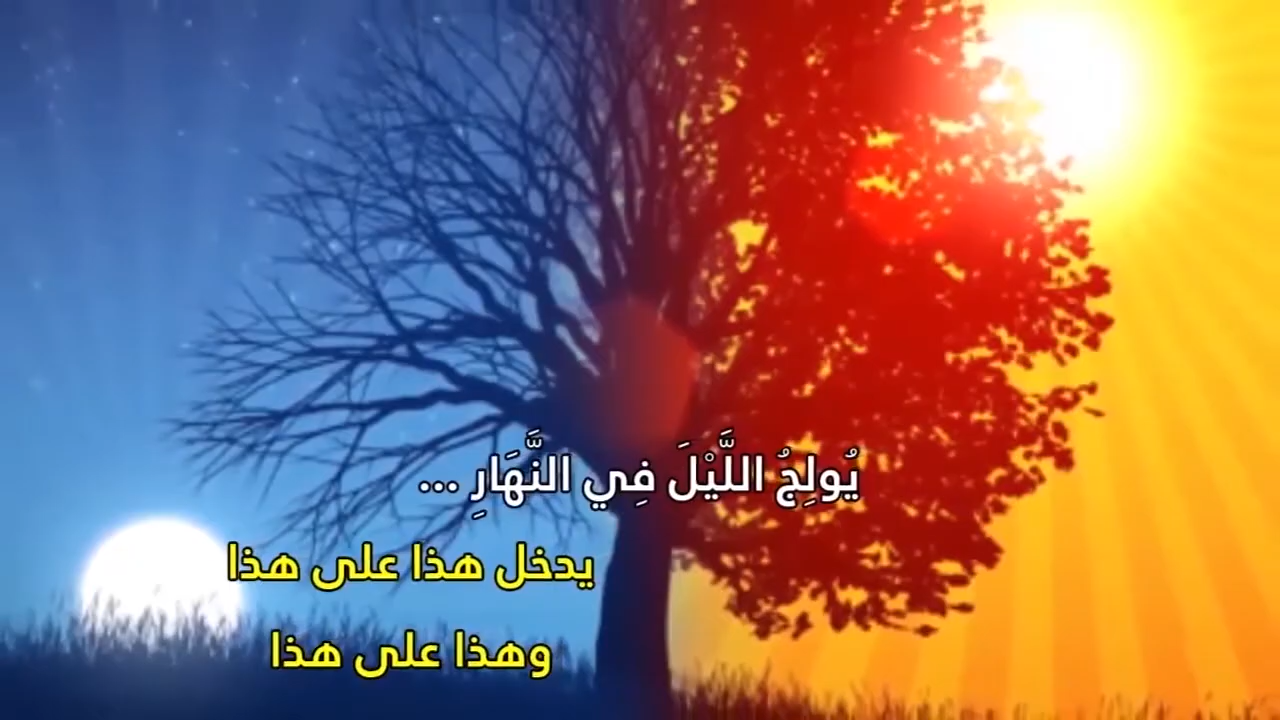 يُولِجُ اللَّيْلَ فِي النَّهَارِ ...
يدخل هذا على هذا
وهذا على هذا